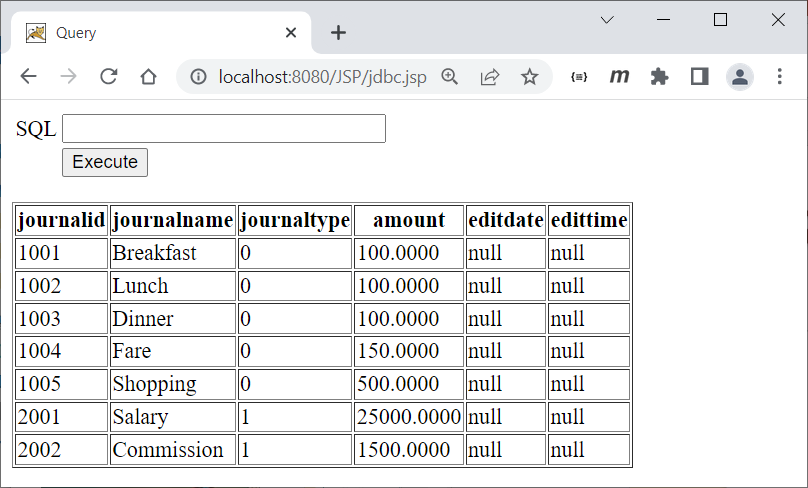 Query
localhost:8080/JSP/jdbc.jsp m
SQL
Execute
journalid journalname journaltype amount editdate edittime
1001 Breakfast 0 100.0000 null null
1002 Lunch 0 100.0000 null null
1003 Dinner 0 100.0000 null null
1004 Fare 0 150.0000 null null
1005 Shopping 0 500.0000 null null
2001 Salary 1 25000.0000 null null
2002 Commission 1 1500.0000 null null